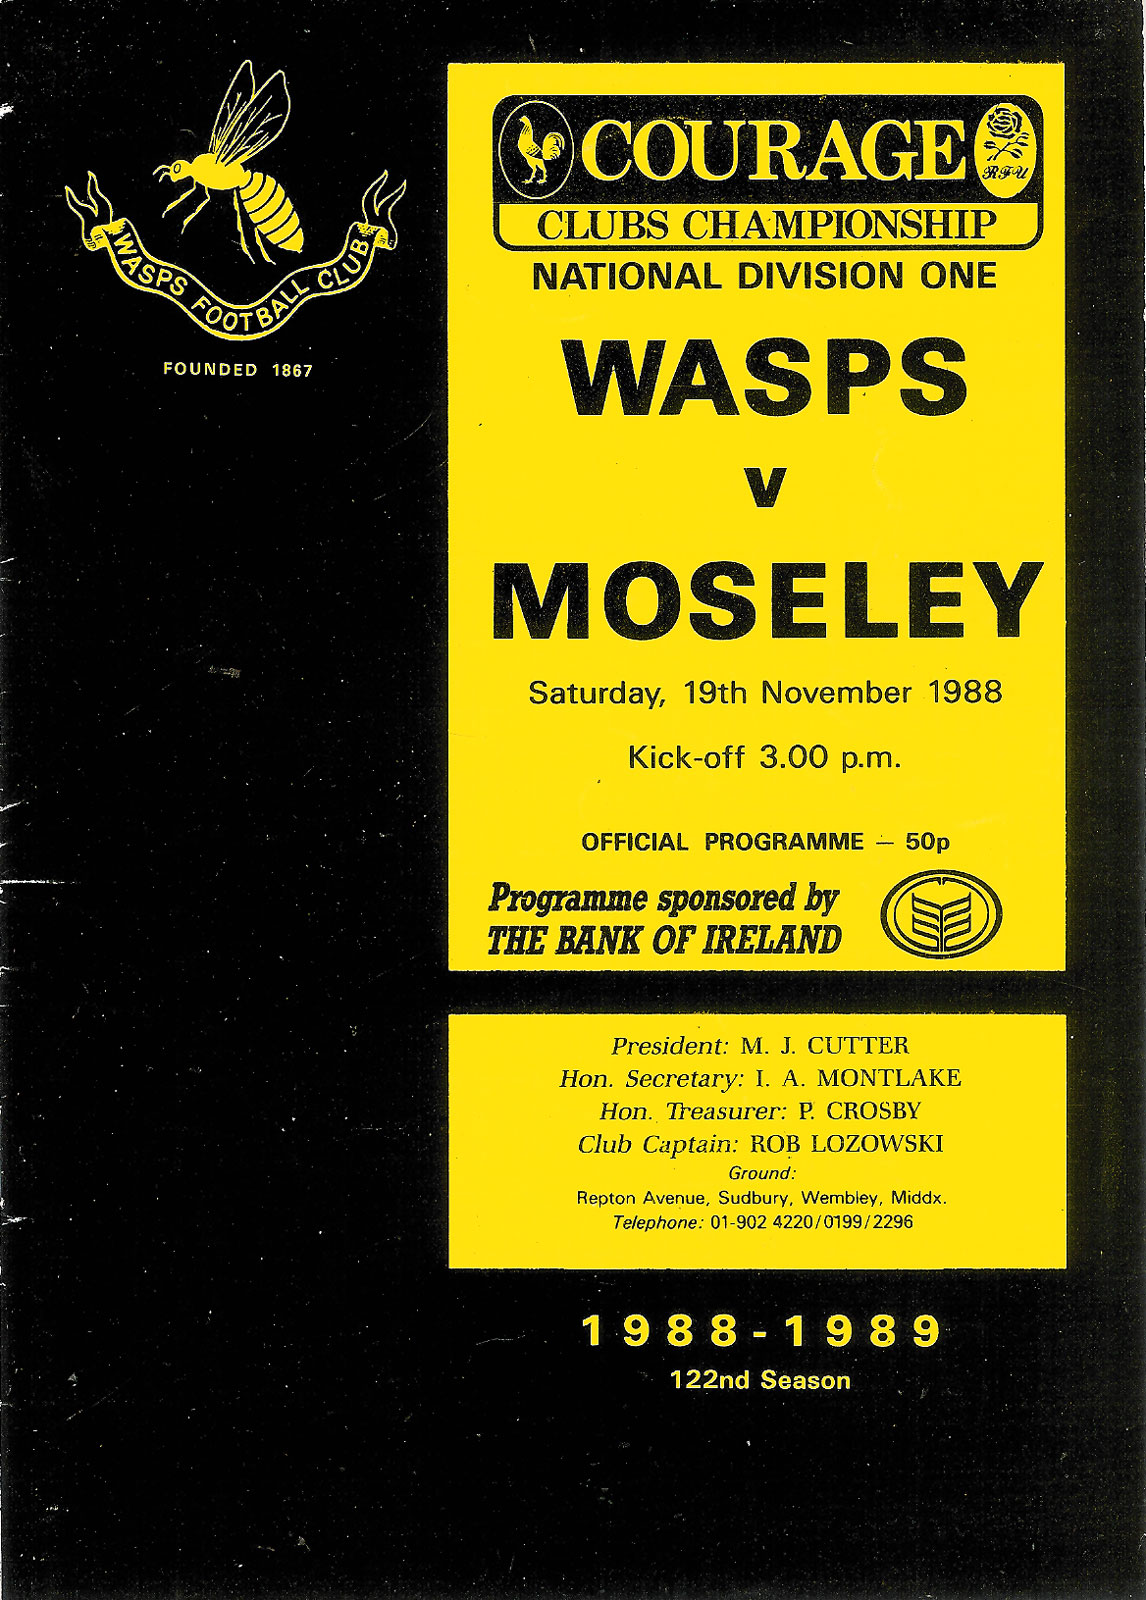 WASPS FOOTBALL CLUB
FOUNDED 1867
COURAGE
RFU
CLUBS CHAMPIONSHIP
NATIONAL DIVISION ONE
WASPS
v
MOSELEY
Saturday, 19th November 1988
Kick-off 3.00 p.m.
OFFICIAL PROGRAMME — 50p
Programme sponsored by
THE BANK OF IRELAND
President: M. J. CUTTER
Hon. Secretary: I. A. MONTLAKE
Hon. Treasurer: P. CROSBY
Club Captain: ROB LOZOWSKI
Ground:
Repton Avenue, Sudbury, Wembley, Middx.
Telephone: 01-902 4220/0199/2296
1988-1989
122nd Season